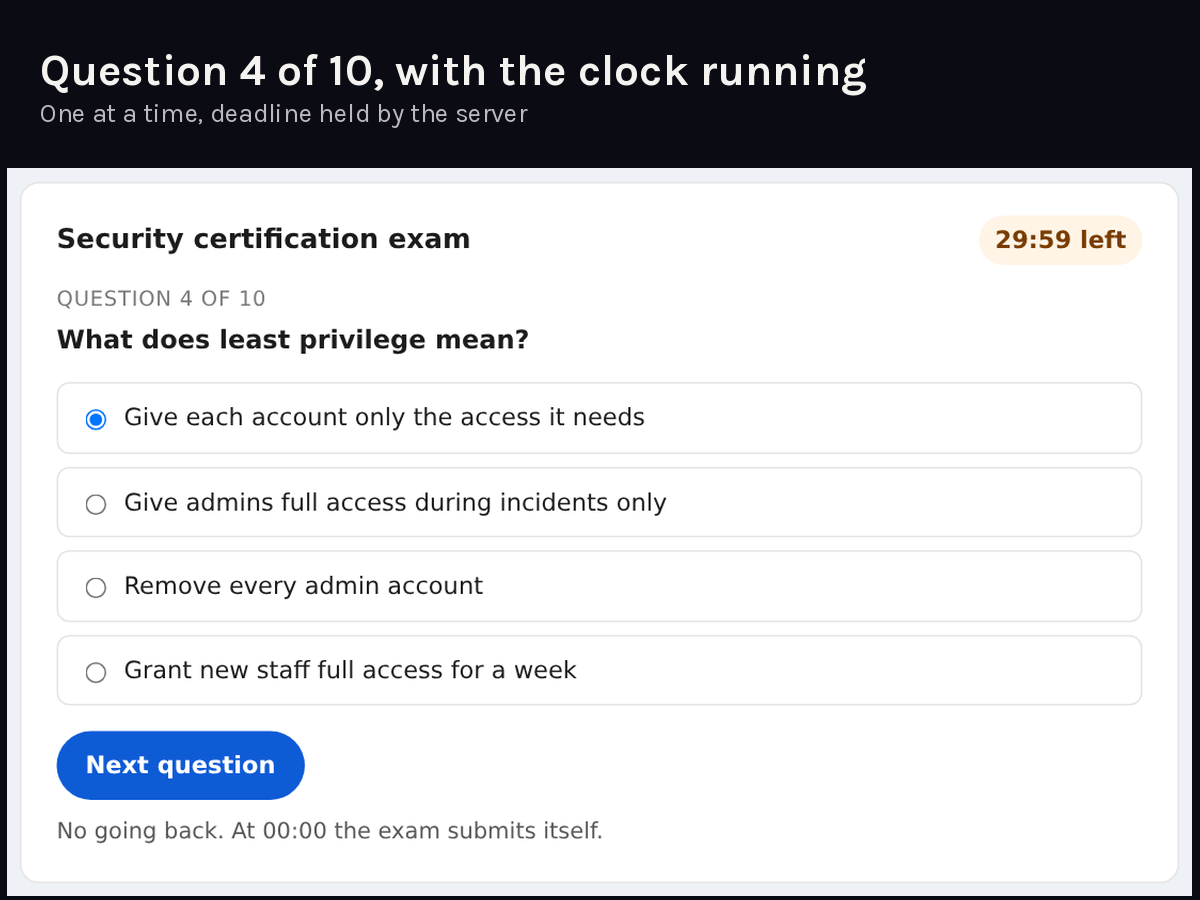 Question 4 of 10, with the clock running
One at a time, deadline held by the server
Security certification exam
29:59 left
QUESTION 4 OF 10
What does least privilege mean?
Give each account only the access it needs
Give admins full access during incidents only
Remove every admin account
Grant new staff full access for a week
Next question
No going back. At 00:00 the exam submits itself.